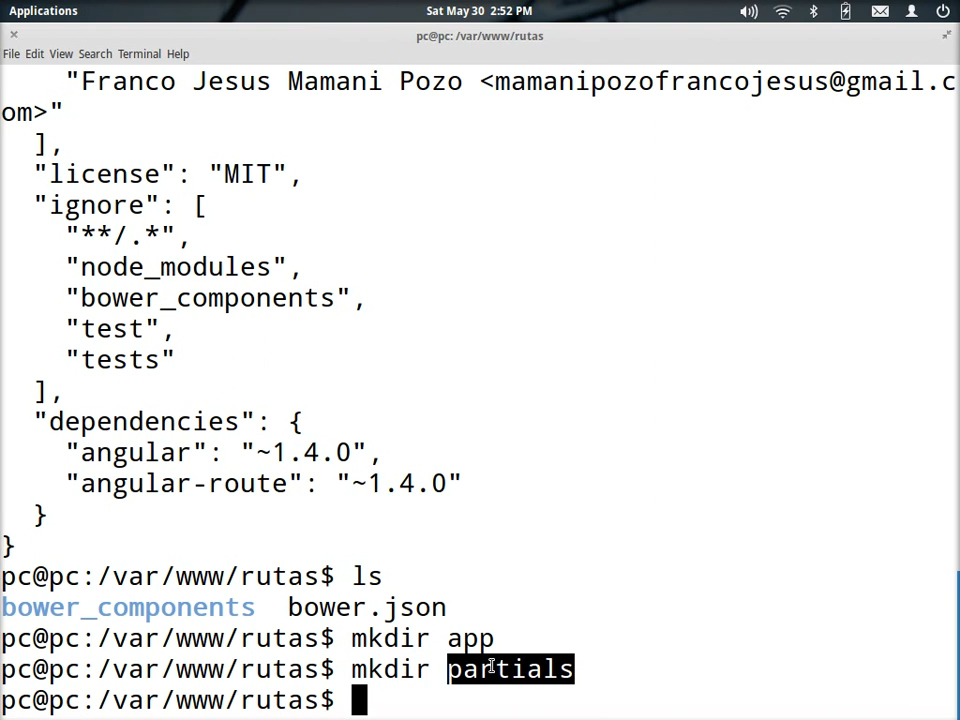 Applications
Sat May 30 2:52 PM
pc@pc: /var/www/rutas
File Edit View Search Terminal Help
"Franco Jesus Mamani Pozo <mamanipozofrancojesus@gmail.c
om>"
],
"license": "MIT",
"ignore": [
"**/.*",
"node_modules",
"bower_components",
"test",
"tests"
],
"dependencies": {
"angular": "~1.4.0",
"angular-route": "~1.4.0"
}
}
pc@pc:/var/www/rutas$ ls
bower_components bower.json
pc@pc:/var/www/rutas$ mkdir app
pc@pc:/var/www/rutas$ mkdir partials
pc@pc:/var/www/rutas$